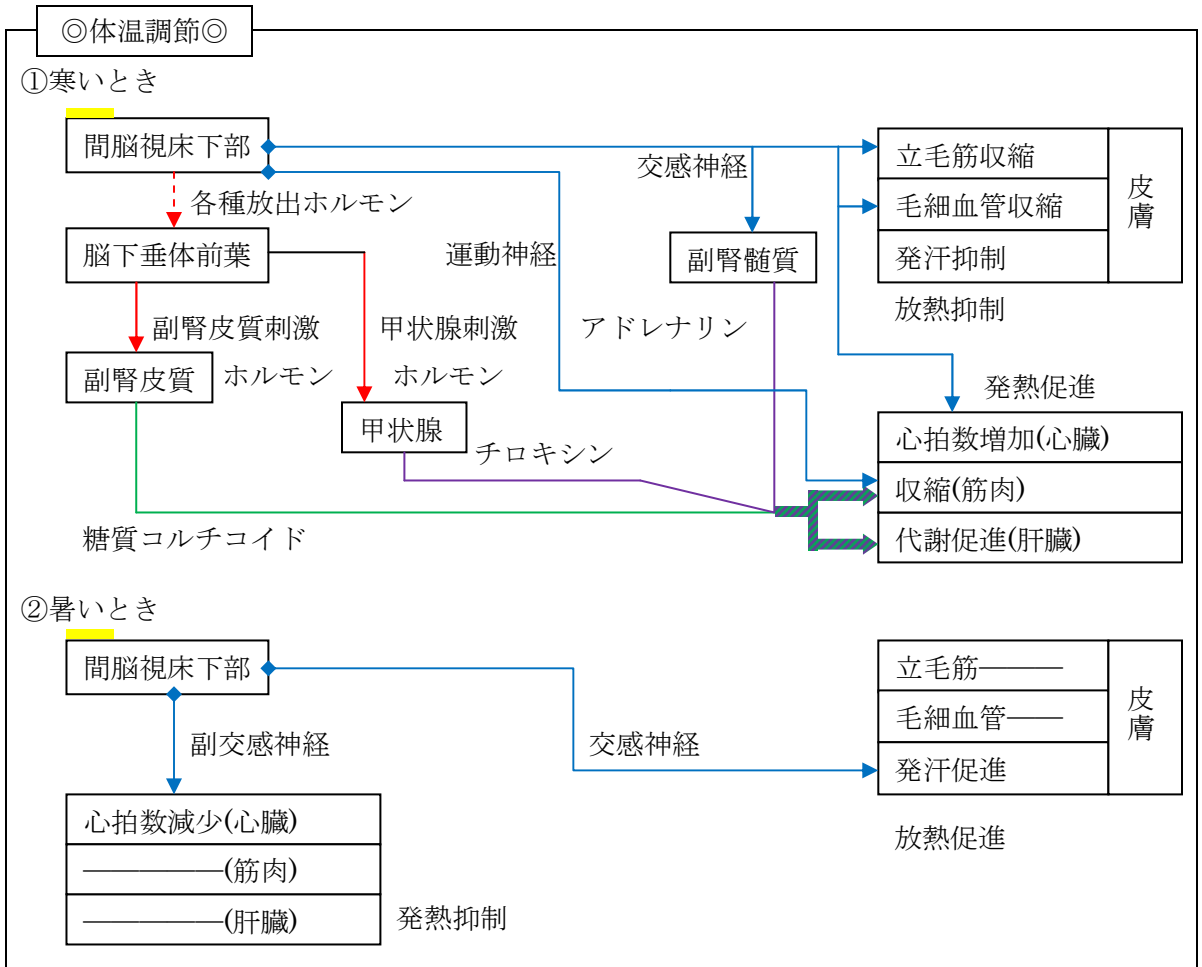 ◎体温調節◎
①寒いとき
間脳視床下部
各種放出ホルモン
脳下垂体前葉
副腎皮質刺激
ホルモン
副腎皮質
甲状腺刺激
ホルモン
甲状腺
チロキシン
糖質コルチコイド
運動神経
交感神経
副腎髄質
アドレナリン
立毛筋収縮
毛細血管収縮
発汗抑制
皮膚
放熱抑制
発熱促進
心拍数増加(心臓)
収縮(筋肉)
代謝促進(肝臓)
②暑いとき
間脳視床下部
副交感神経
交感神経
立毛筋―――
毛細血管――
発汗促進
皮膚
放熱促進
心拍数減少(心臓)
―――――(筋肉)
―――――(肝臓)
発熱抑制